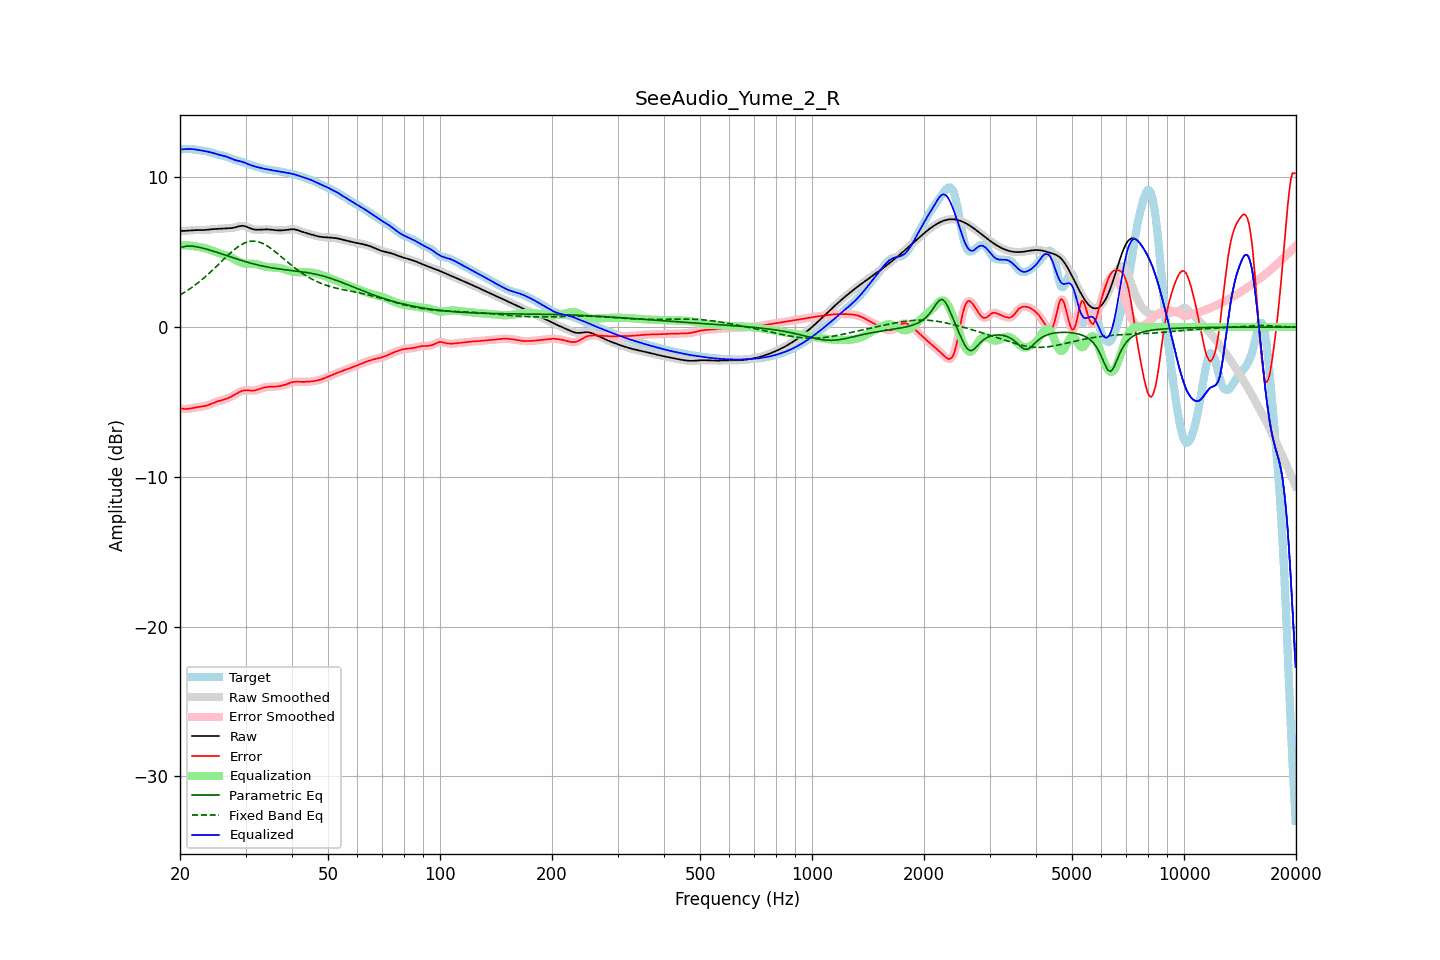 SeeAudio_Yume_2_R
10
0
−10
−20
−30
Amplitude (dBr)
Target
Raw Smoothed
Error Smoothed
Raw
Error
Equalization
Parametric Eq
Fixed Band Eq
Equalized
20 50 100 200 500 1000 2000 5000 10000 20000
Frequency (Hz)